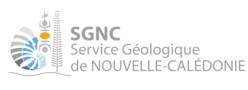 SGNC
Service Géologique
de NOUVELLE-CALÉDONIE